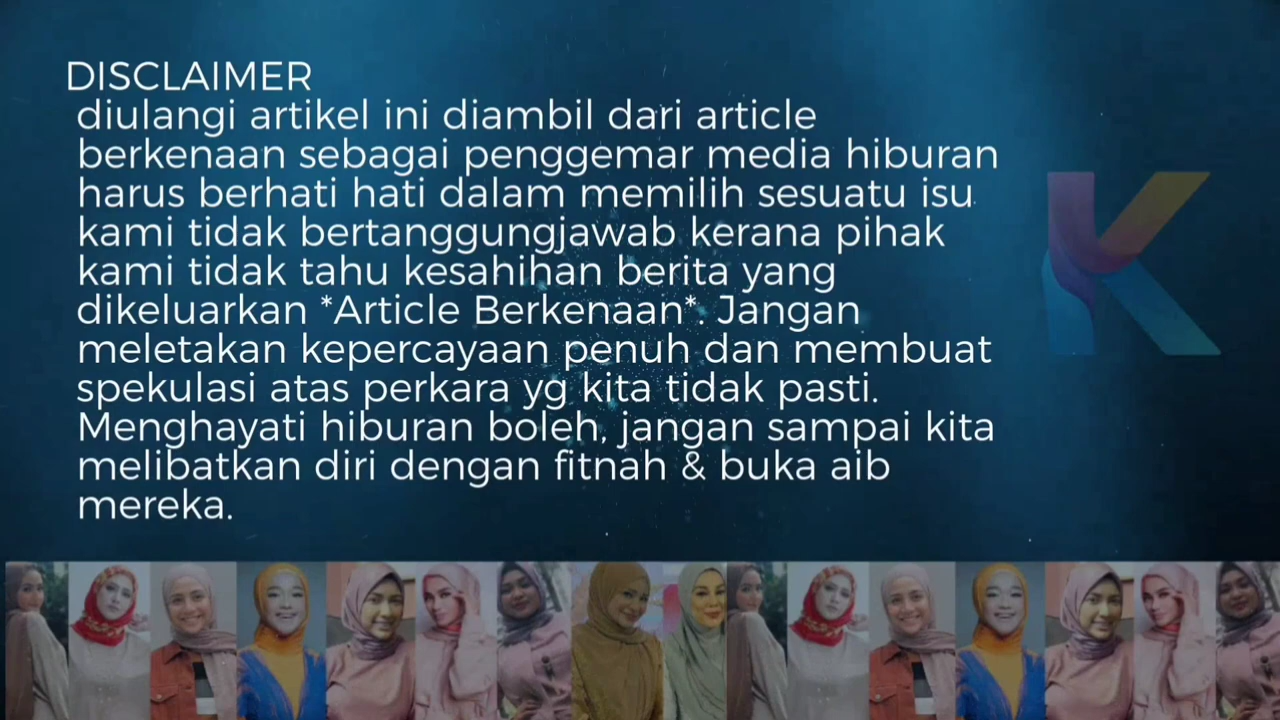 DISCLAIMER
diulangi artikel ini diambil dari article
berkenaan sebagai penggemar media hiburan
harus berhati hati dalam memilih sesuatu isu
kami tidak bertanggungjawab kerana pihak
kami tidak tahu kesahihan berita yang
dikeluarkan *Article Berkenaan*. Jangan
meletakan kepercayaan penuh dan membuat
spekulasi atas perkara yg kita tidak pasti.
Menghayati hiburan boleh, jangan sampai kita
melibatkan diri dengan fitnah & buka aib
mereka.
K